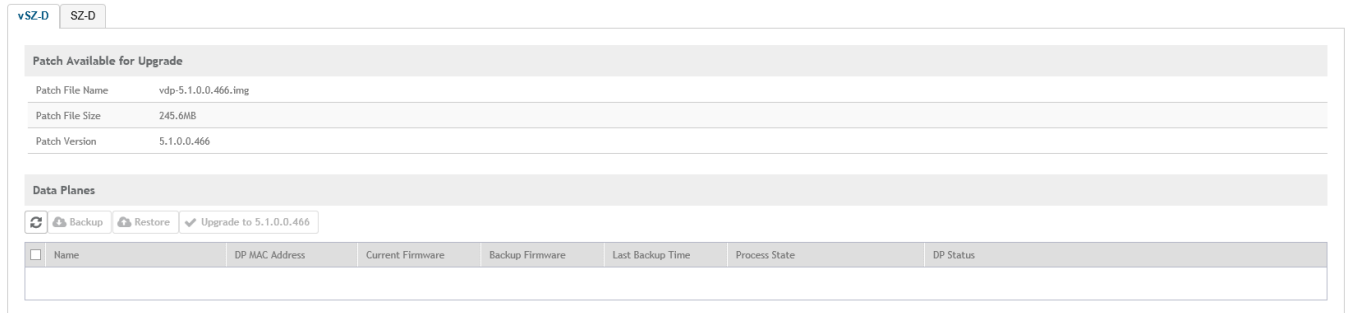 vSZ-D SZ-D
Patch Available for Upgrade
Patch File Name vdp-5.1.0.0.466.img
Patch File Size 245.6MB
Patch Version 5.1.0.0.466
Data Planes
Backup Restore Upgrade to 5.1.0.0.466
Name DP MAC Address Current Firmware Backup Firmware Last Backup Time Process State DP Status